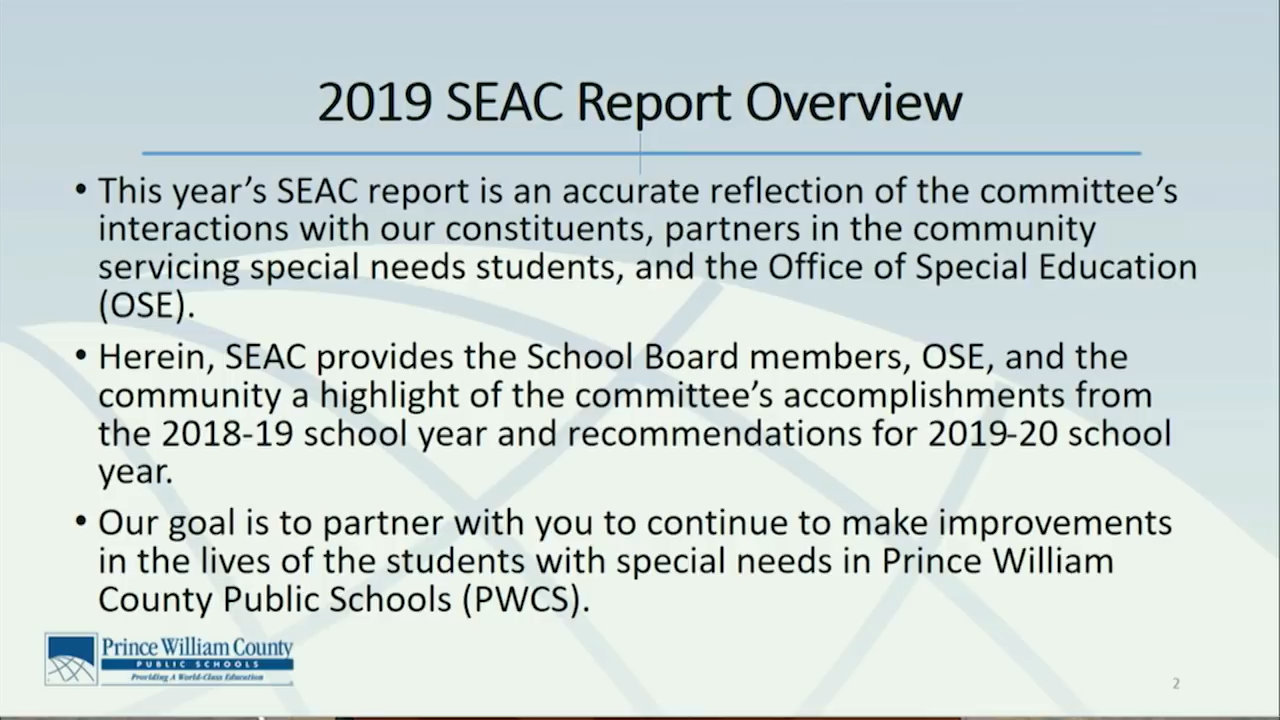 2019 SEAC Report Overview
• This year’s SEAC report is an accurate reflection of the committee’s
interactions with our constituents, partners in the community
servicing special needs students, and the Office of Special Education
(OSE).
• Herein, SEAC provides the School Board members, OSE, and the
community a highlight of the committee’s accomplishments from
the 2018-19 school year and recommendations for 2019-20 school
year.
• Our goal is to partner with you to continue to make improvements
in the lives of the students with special needs in Prince William
County Public Schools (PWCS).
Prince William County
PUBLIC SCHOOLS
Providing A World-Class Education
2